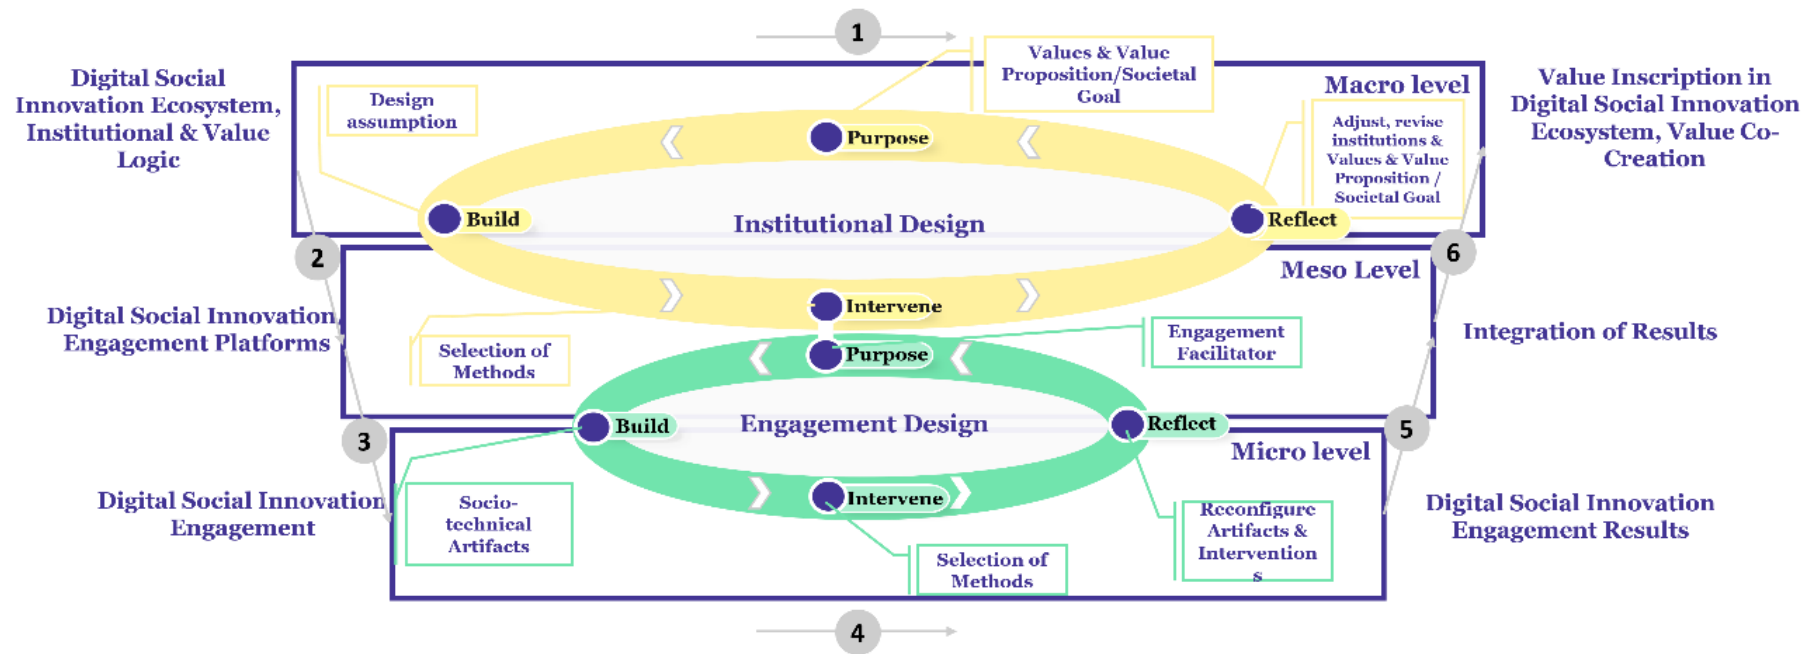 1
Digital Social
Innovation Ecosystem,
Institutional & Value
Logic
Design
assumption
Values & Value
Proposition/Societal
Goal
Macro level
Adjust, revise
institutions &
Values & Value
Proposition /
Societal Goal
Value Inscription in
Digital Social Innovation
Ecosystem, Value Co-
Creation
Purpose
Build
Institutional Design
Reflect
2
6
Meso Level
Digital Social Innovation
Engagement Platforms
Intervene
Selection of
Methods
Purpose
Engagement
Facilitator
Integration of Results
Build
Engagement Design
Reflect
3
5
Micro level
Digital Social Innovation
Engagement
Socio-
technical
Artifacts
Intervene
Selection of
Methods
Reconfigure
Artifacts &
Intervention
s
Digital Social Innovation
Engagement Results
4